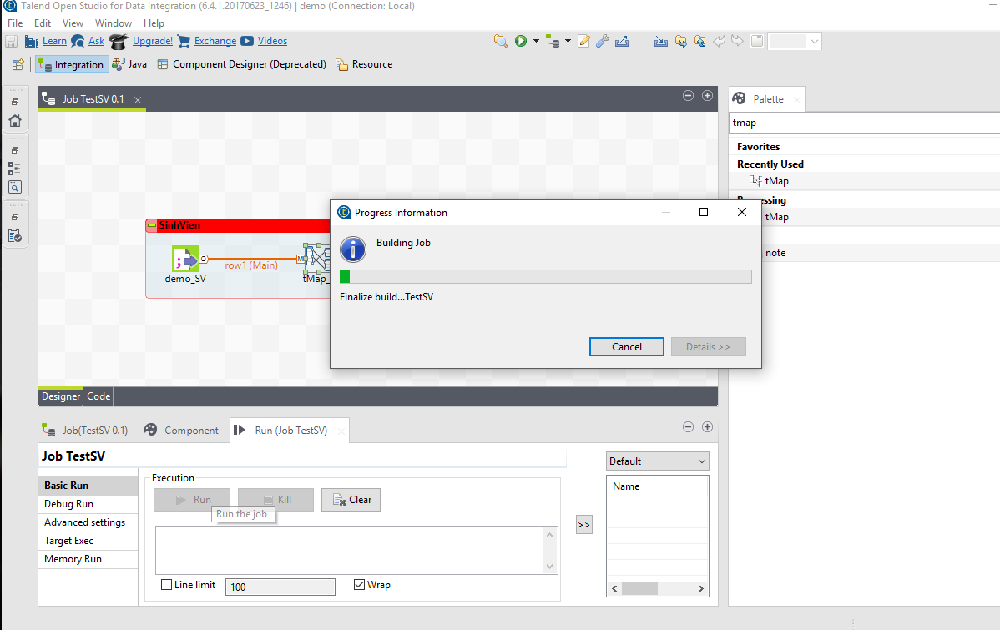 Talend Open Studio for Data Integration (6.4.1.20170623_1246) | demo (Connection: Local)
File Edit View Window Help
Learn Ask Upgrade! Exchange Videos
Integration Java Component Designer (Deprecated) Resource
Job TestSV 0.1
Palette
tmap
Favorites
Recently Used
tMap
Processing
tMap
note
SinhVien
demo_SV
row1 (Main)
tMap_
Progress Information
Building Job
Finalize build...TestSV
Cancel Details >>
Designer Code
Job(TestSV 0.1) Component Run (Job TestSV)
Job TestSV
Basic Run
Debug Run
Advanced settings
Target Exec
Memory Run
Execution
Run Kill Clear
Run the job
Line limit 100 Wrap
>>
Default
Name